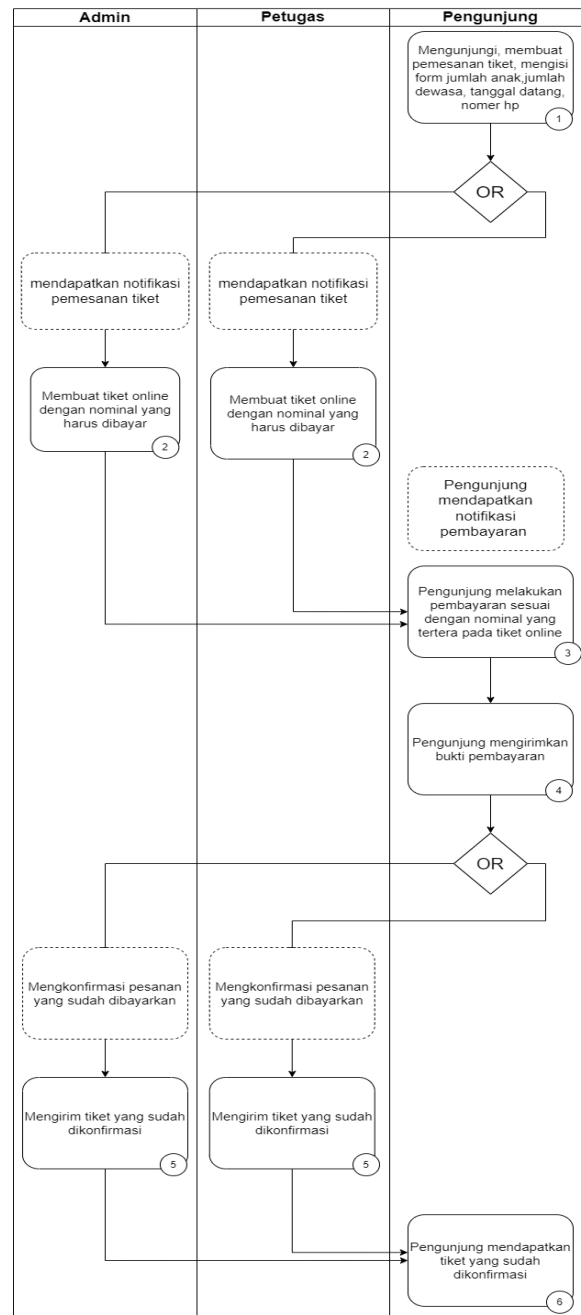 Admin
Petugas
Pengunjung
Mengunjungi, membuat
pemesanan tiket, mengisi
form jumlah anak,jumlah
dewasa, tanggal datang,
nomer hp
1
OR
mendapatkan notifikasi
pemesanan tiket
mendapatkan notifikasi
pemesanan tiket
Membuat tiket online
dengan nominal yang
harus dibayar
2
Membuat tiket online
dengan nominal yang
harus dibayar
2
Pengunjung
mendapatkan
notifikasi
pembayaran
Pengunjung melakukan
pembayaran sesuai
dengan nominal yang
tertera pada tiket online
3
Pengunjung mengirimkan
bukti pembayaran
4
OR
Mengkonfirmasi pesanan
yang sudah dibayarkan
Mengkonfirmasi pesanan
yang sudah dibayarkan
Mengirim tiket yang sudah
dikonfirmasi
5
Mengirim tiket yang sudah
dikonfirmasi
5
Pengunjung mendapatkan
tiket yang sudah
dikonfirmasi
6